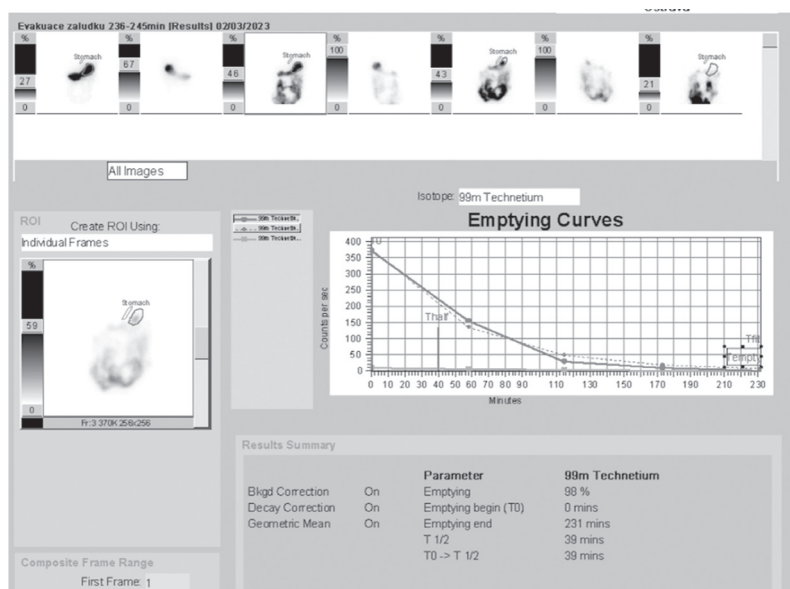 Evakuace zaludku 236-245min [Results] 02/03/2023
% % % % % % %
Stomach Stomach Stomach Stomach
27 67 46 100 43 100 21
0 0 0 0 0 0 0
All Images
Isotope: 99m Technetium
ROI
Create ROI Using:
Individual Frames
%
Stomach
59
0
Fr:3 370K 256x256
Emptying Curves
Counts per sec
400
350
300
250
200
150
100
50
0
Thalf
0 10 20 30 40 50 60 70 80 90 110 130 150 170 190 210 230
Minutes
Results Summary
Parameter 99m Technetium
Bkgd Correction On Emptying 98 %
Decay Correction On Emptying begin (T0) 0 mins
Geometric Mean On Emptying end 231 mins
T 1/2 39 mins
T0 -> T 1/2 39 mins
Composite Frame Range
First Frame: 1